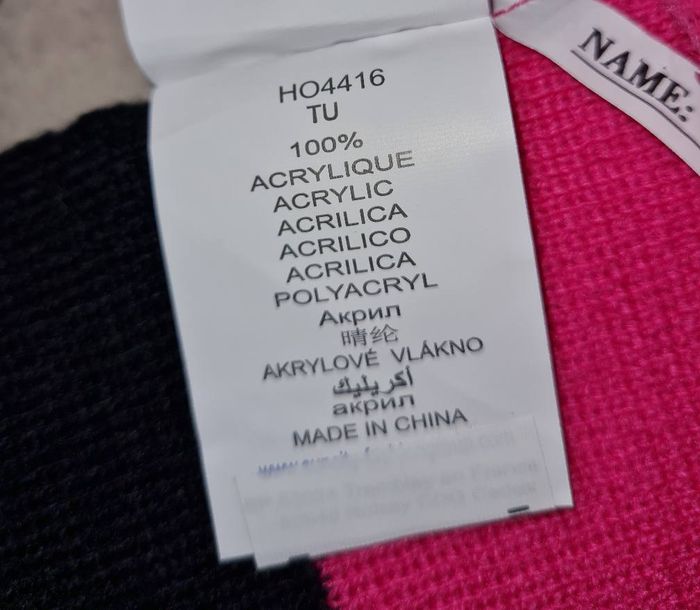 HO4416
TU
100%
ACRYLIQUE
ACRYLIC
ACRILICA
ACRILICO
ACRILICA
POLYACRYL
Акрил
晴纶
AKRYLOVÉ VLÁKNO
أكريليك
акрил
MADE IN CHINA
NAME: